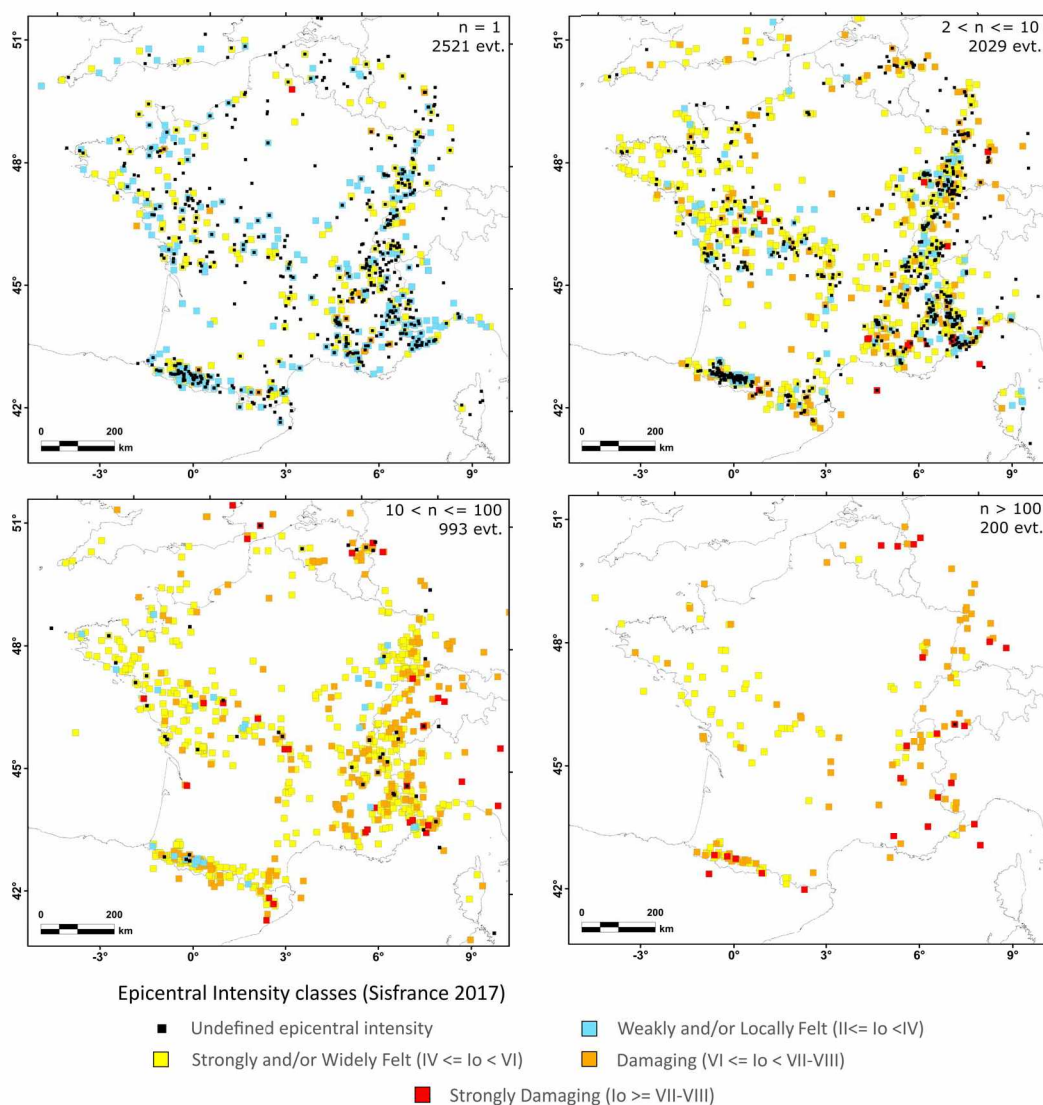 n = 1
2521 evt.
51°
48°
45°
42°
0 200
km
-3° 0° 3° 6° 9°
2 < n <= 10
2029 evt.
51°
48°
45°
42°
0 200
km
-3° 0° 3° 6° 9°
10 < n <= 100
993 evt.
51°
48°
45°
42°
0 200
km
-3° 0° 3° 6° 9°
n > 100
200 evt.
51°
48°
45°
42°
0 200
km
-3° 0° 3° 6° 9°
Epicentral Intensity classes (Sisfrance 2017)
Undefined epicentral intensity
Weakly and/or Locally Felt (II<= Io <IV)
Strongly and/or Widely Felt (IV <= Io < VI)
Damaging (VI <= Io < VII-VIII)
Strongly Damaging (Io >= VII-VIII)